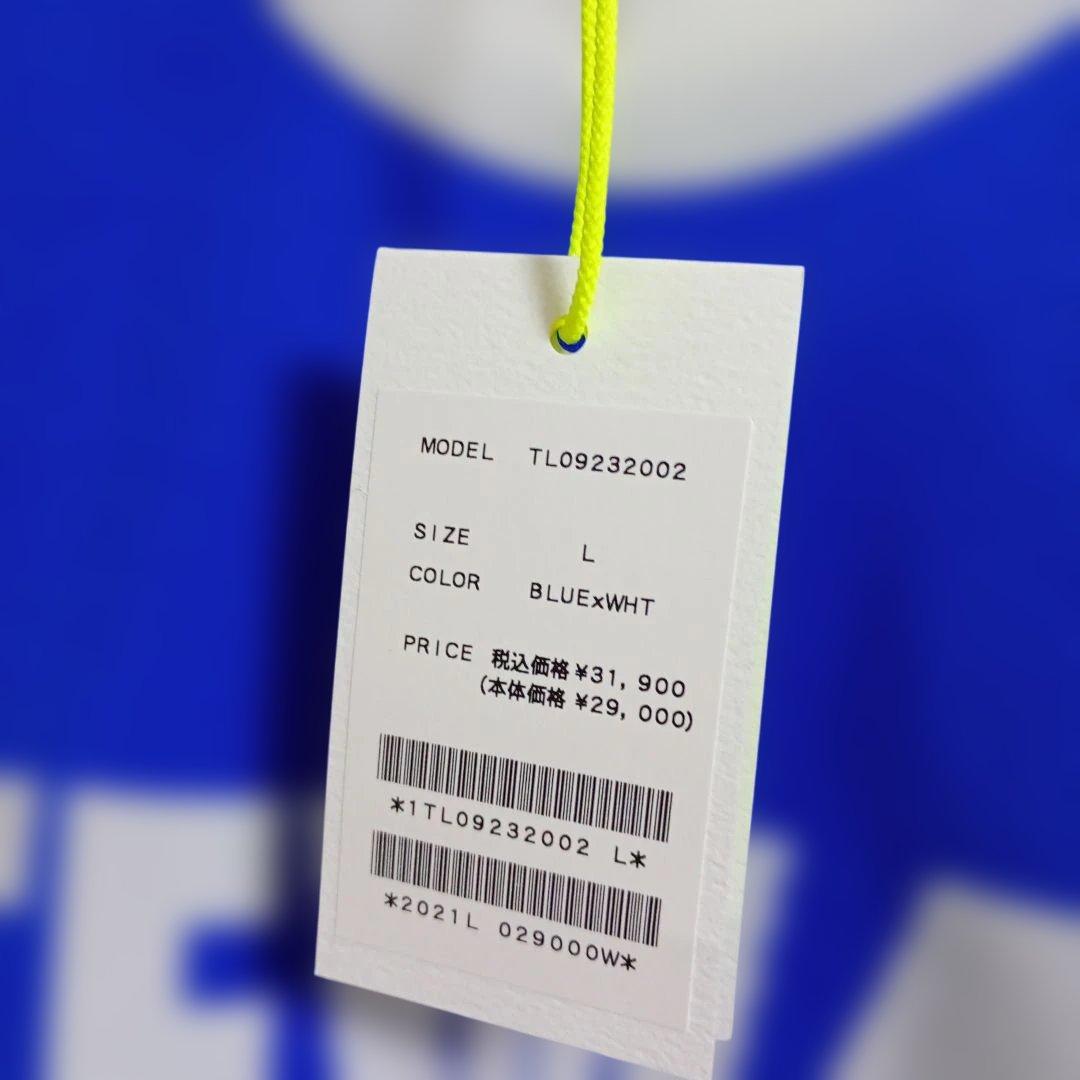 MODEL TL09232002
SIZE L
COLOR BLUExWHT
PRICE 税込価格 ¥31,900
(本体価格 ¥29,000)
*1TL09232002 L*
*2021L 029000W*